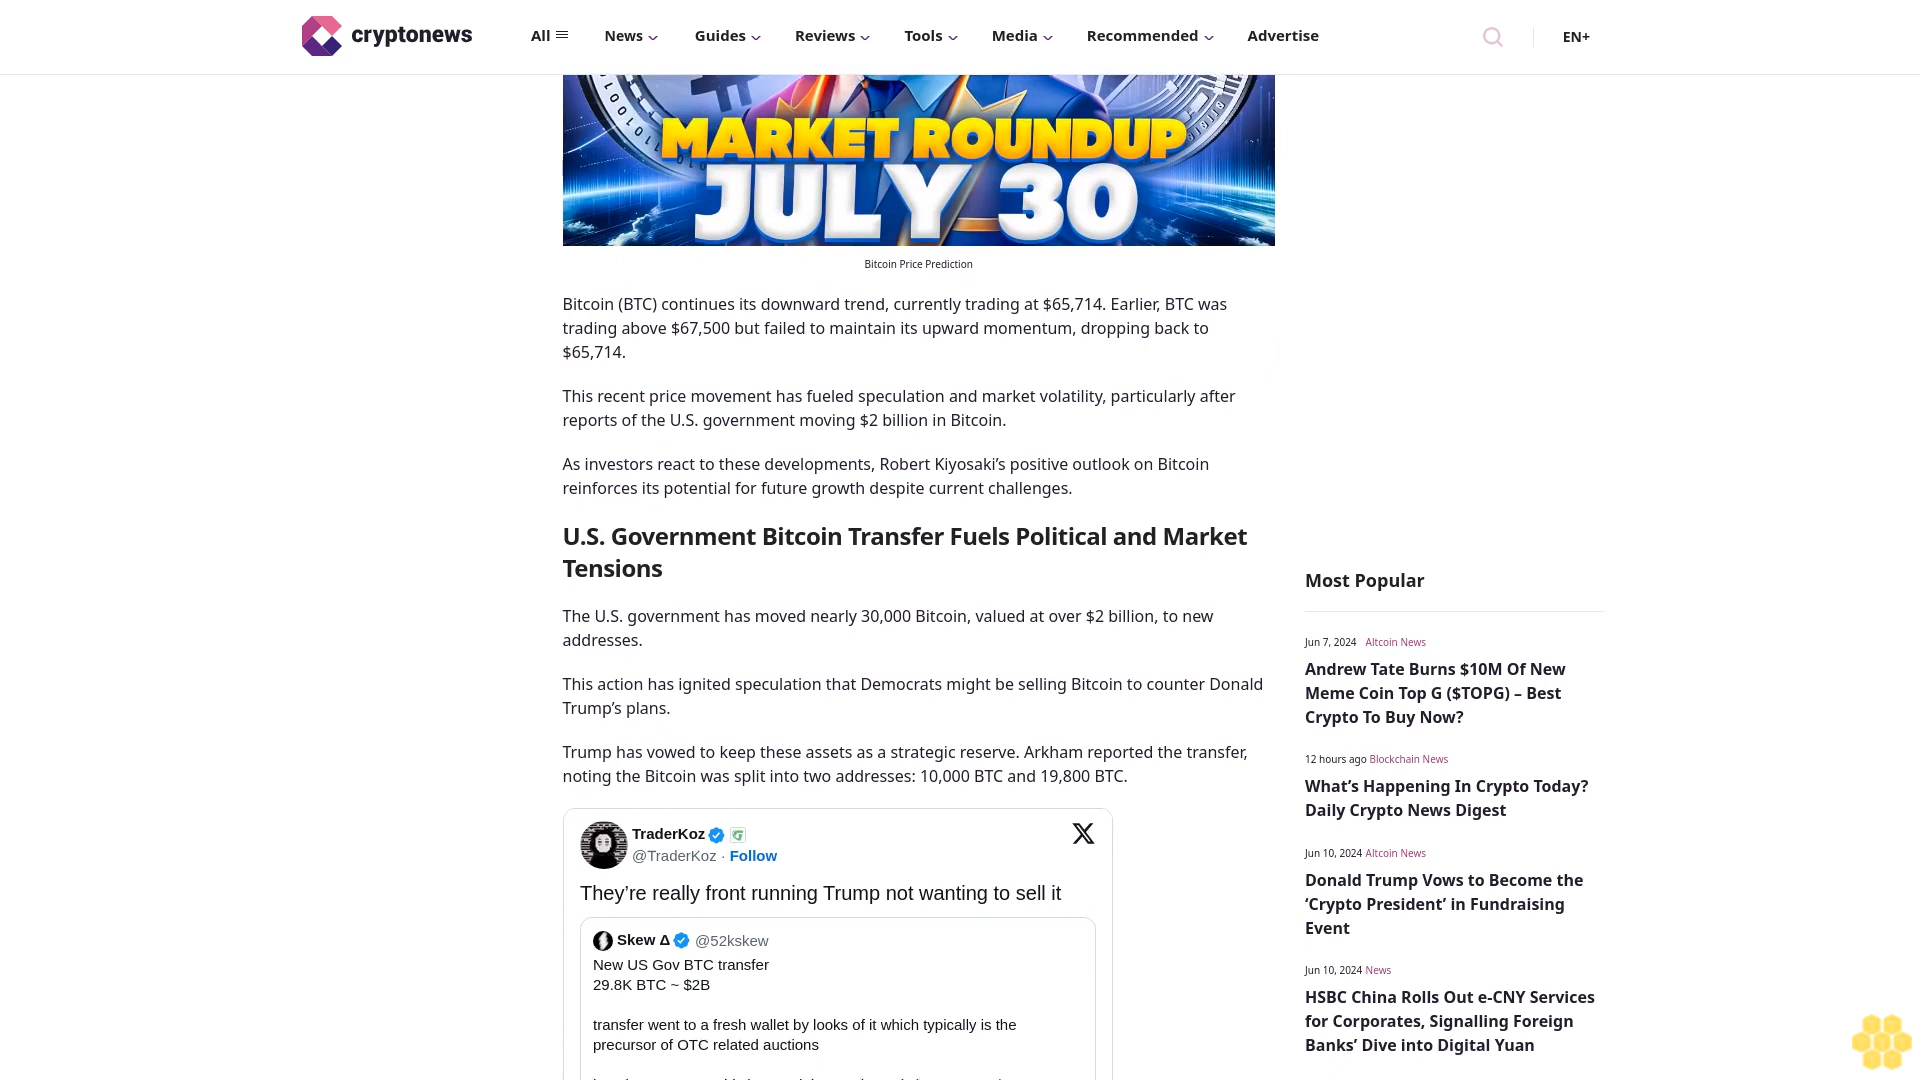 cryptonews
All
News
Guides
Reviews
Tools
Media
Recommended
Advertise
EN+
MARKET ROUNDUP
JULY 30
Bitcoin Price Prediction
Bitcoin (BTC) continues its downward trend, currently trading at $65,714. Earlier, BTC was
trading above $67,500 but failed to maintain its upward momentum, dropping back to
$65,714.
This recent price movement has fueled speculation and market volatility, particularly after
reports of the U.S. government moving $2 billion in Bitcoin.
As investors react to these developments, Robert Kiyosaki’s positive outlook on Bitcoin
reinforces its potential for future growth despite current challenges.
U.S. Government Bitcoin Transfer Fuels Political and Market
Tensions
The U.S. government has moved nearly 30,000 Bitcoin, valued at over $2 billion, to new
addresses.
This action has ignited speculation that Democrats might be selling Bitcoin to counter Donald
Trump’s plans.
Trump has vowed to keep these assets as a strategic reserve. Arkham reported the transfer,
noting the Bitcoin was split into two addresses: 10,000 BTC and 19,800 BTC.
TraderKoz
@TraderKoz · Follow
They’re really front running Trump not wanting to sell it
Skew Δ @52kskew
New US Gov BTC transfer
29.8K BTC ~ $2B
transfer went to a fresh wallet by looks of it which typically is the
precursor of OTC related auctions
Most Popular
Jun 7, 2024 Altcoin News
Andrew Tate Burns $10M Of New
Meme Coin Top G ($TOPG) – Best
Crypto To Buy Now?
12 hours ago Blockchain News
What’s Happening In Crypto Today?
Daily Crypto News Digest
Jun 10, 2024 Altcoin News
Donald Trump Vows to Become the
‘Crypto President’ in Fundraising
Event
Jun 10, 2024 News
HSBC China Rolls Out e-CNY Services
for Corporates, Signalling Foreign
Banks’ Dive into Digital Yuan